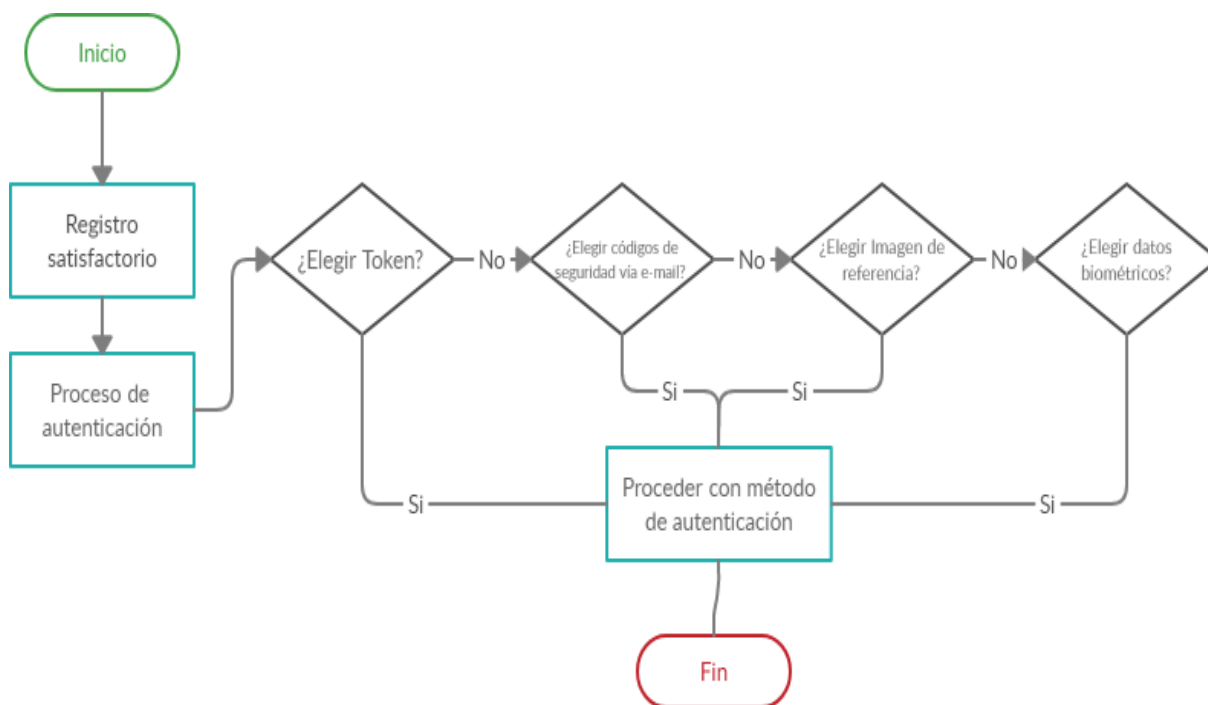 Inicio
Registro
satisfactorio
Proceso de
autenticación
¿Elegir Token?
No
¿Elegir códigos de
seguridad vía e-mail?
No
¿Elegir Imagen de
referencia?
No
¿Elegir datos
biométricos?
Si
Si
Si
Si
Proceder con método
de autenticación
Fin